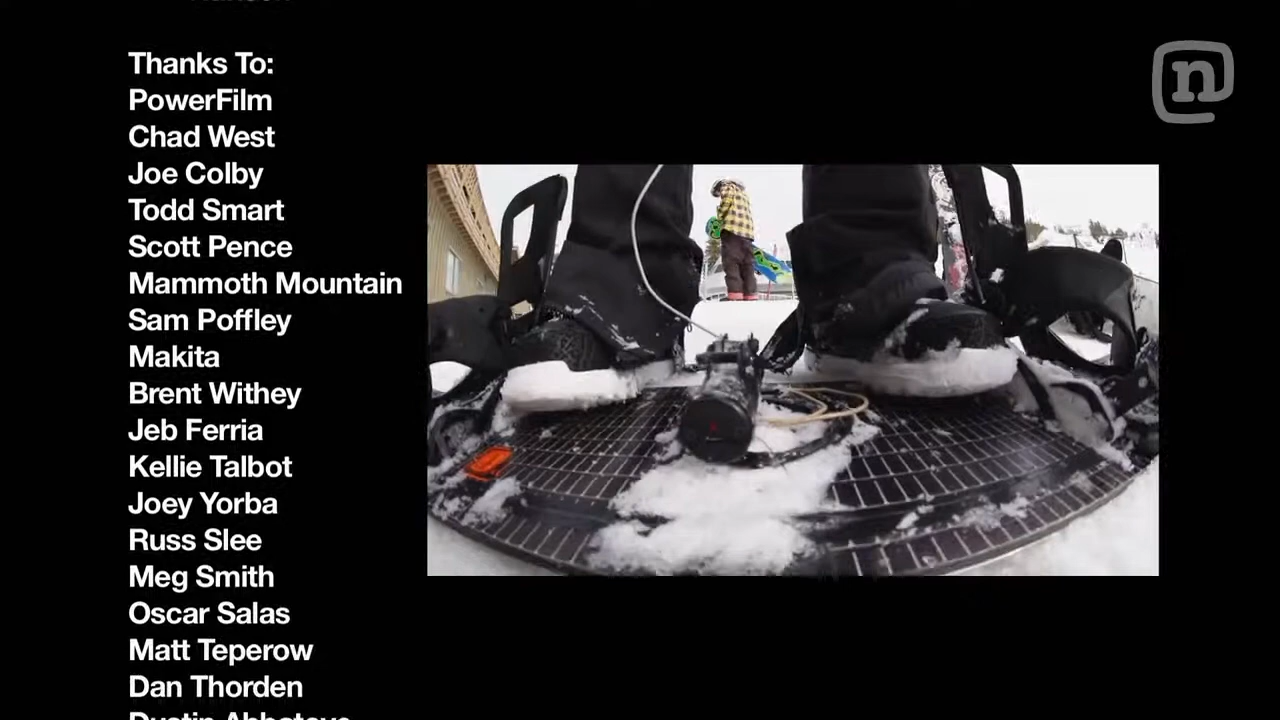 Thanks To:
PowerFilm
Chad West
Joe Colby
Todd Smart
Scott Pence
Mammoth Mountain
Sam Poffley
Makita
Brent Withey
Jeb Ferria
Kellie Talbot
Joey Yorba
Russ Slee
Meg Smith
Oscar Salas
Matt Teperow
Dan Thorden
n